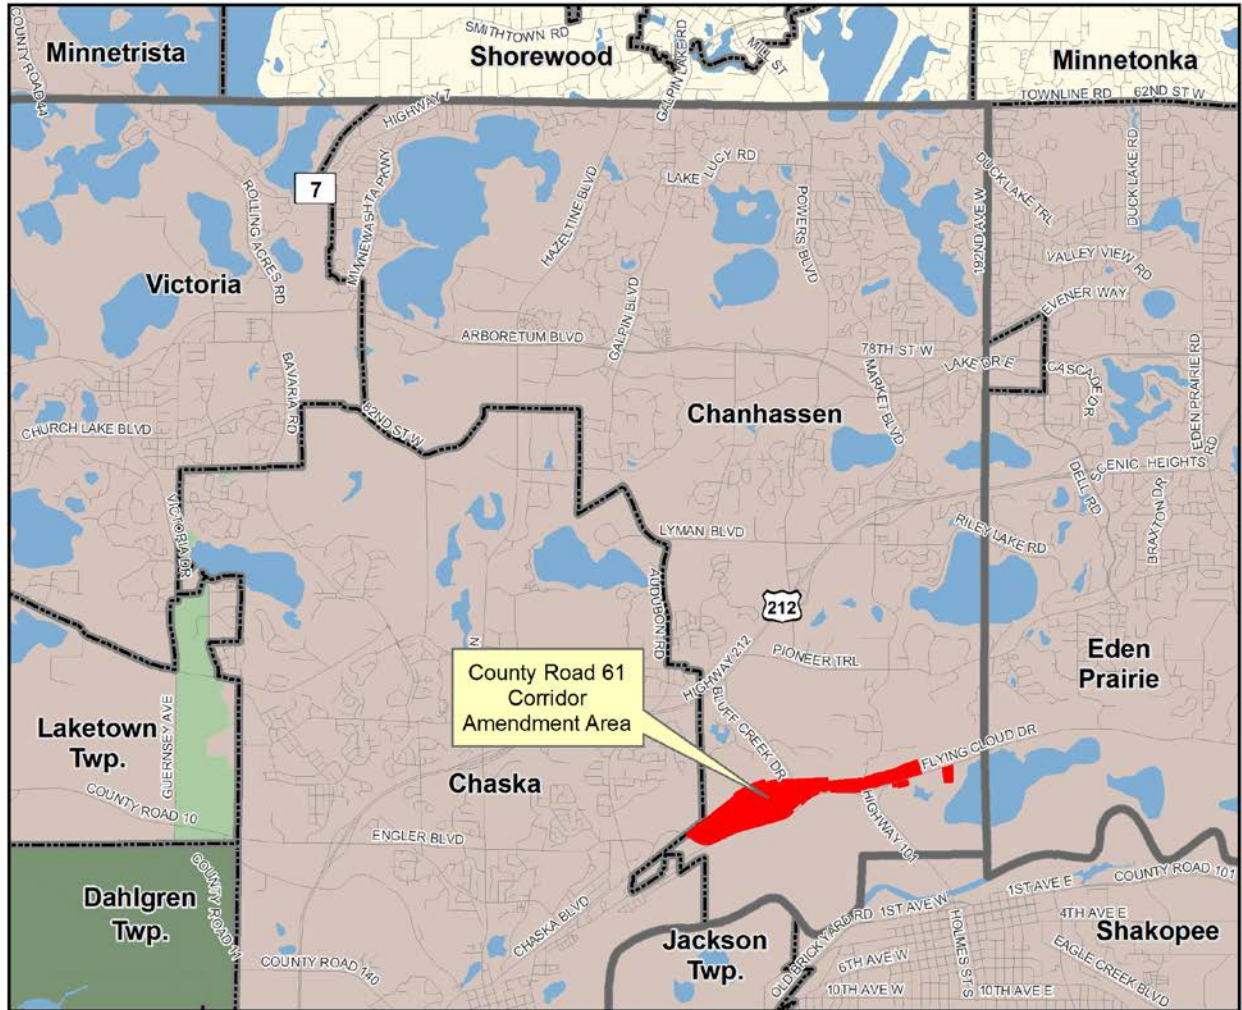 COUNTY ROAD 44
Minnetrista
SMITHTOWN RD
Shorewood
GALPIN LAKE RD
MILL ST
Minnetonka
TOWNLINE RD
62ND ST W
HIGHWAY 7
7
MINNEWASHTA PKWY
ROLLING ACRES RD
HAZELTINE BLVD
LAKE LUCY RD
POWERS BLVD
192ND AVE W
DUCK LAKE TRL
DUCK LAKE RD
VALLEY VIEW RD
EVENER WAY
Victoria
ARBORETUM BLVD
GALPIN BLVD
78TH ST W
LAKE DR E
MARKET BLVD
CASCADE DR
EDEN PRAIRIE RD
BAVARIA RD
82ND ST W
CHURCH LAKE BLVD
Chanhassen
SCENIC HEIGHTS RD
DELL RD
BRAXTON DR
VICTORIA DR
LYMAN BLVD
RILEY LAKE RD
AUDUBON RD
212
N
HIGHWAY 212
PIONEER TRL
Eden
Prairie
County Road 61
Corridor
Amendment Area
BLUFF CREEK DR
FLYING CLOUD DR
Laketown
Twp.
GUERNSEY AVE
COUNTY ROAD 10
Chaska
ENGLER BLVD
HIGHWAY 101
Dahlgren
Twp.
COUNTY ROAD 11
COUNTY ROAD 140
CHASKA BLVD
Jackson
Twp.
OLD BRICK YARD RD
1ST AVE W
1ST AVE E
COUNTY ROAD 101
4TH AVE E
Shakopee
6TH AVE W
HOLMES ST S
EAGLE CREEK BLVD
10TH AVE W
10TH AVE E